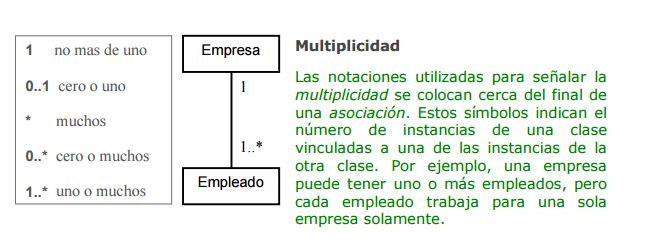 1 no mas de uno
0..1 cero o uno
* muchos
0..* cero o muchos
1..* uno o muchos
Empresa
1
1..*
Empleado
Multiplicidad
Las notaciones utilizadas para señalar la
multiplicidad se colocan cerca del final de
una asociación. Estos símbolos indican el
número de instancias de una clase
vinculadas a una de las instancias de la
otra clase. Por ejemplo, una empresa
puede tener uno o más empleados, pero
cada empleado trabaja para una sola
empresa solamente.